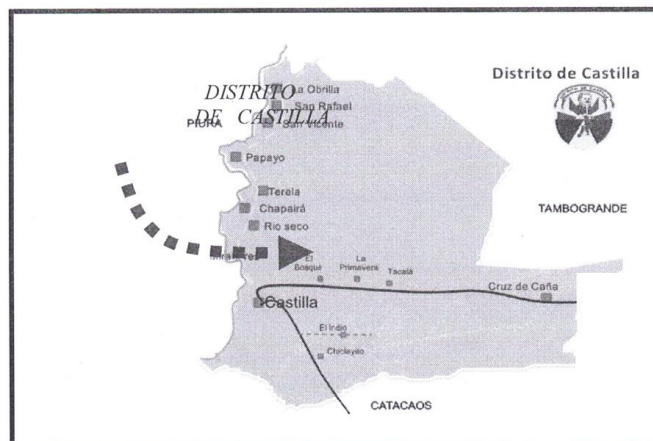 Distrito de Castilla
La Obrilla
DISTRITO
San Rafael
DE CASTILLA
PIURA
San Vicente
Papayo
Terela
TAMBOGRANDE
Chapairá
Rio seco
Miraflores
El Bosque
La Primavera
Tacalá
Cruz de Caña
Castilla
El Indio
Chiclayito
CATACAOS